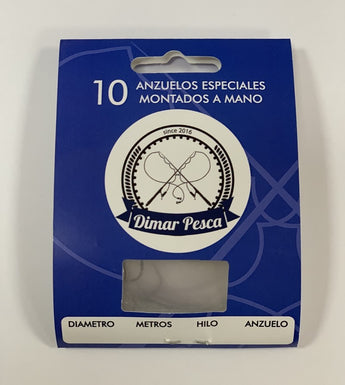 10
ANZUELOS ESPECIALES
MONTADOS A MANO
since 2016
Dimar Pesca
DIAMETRO METROS HILO ANZUELO